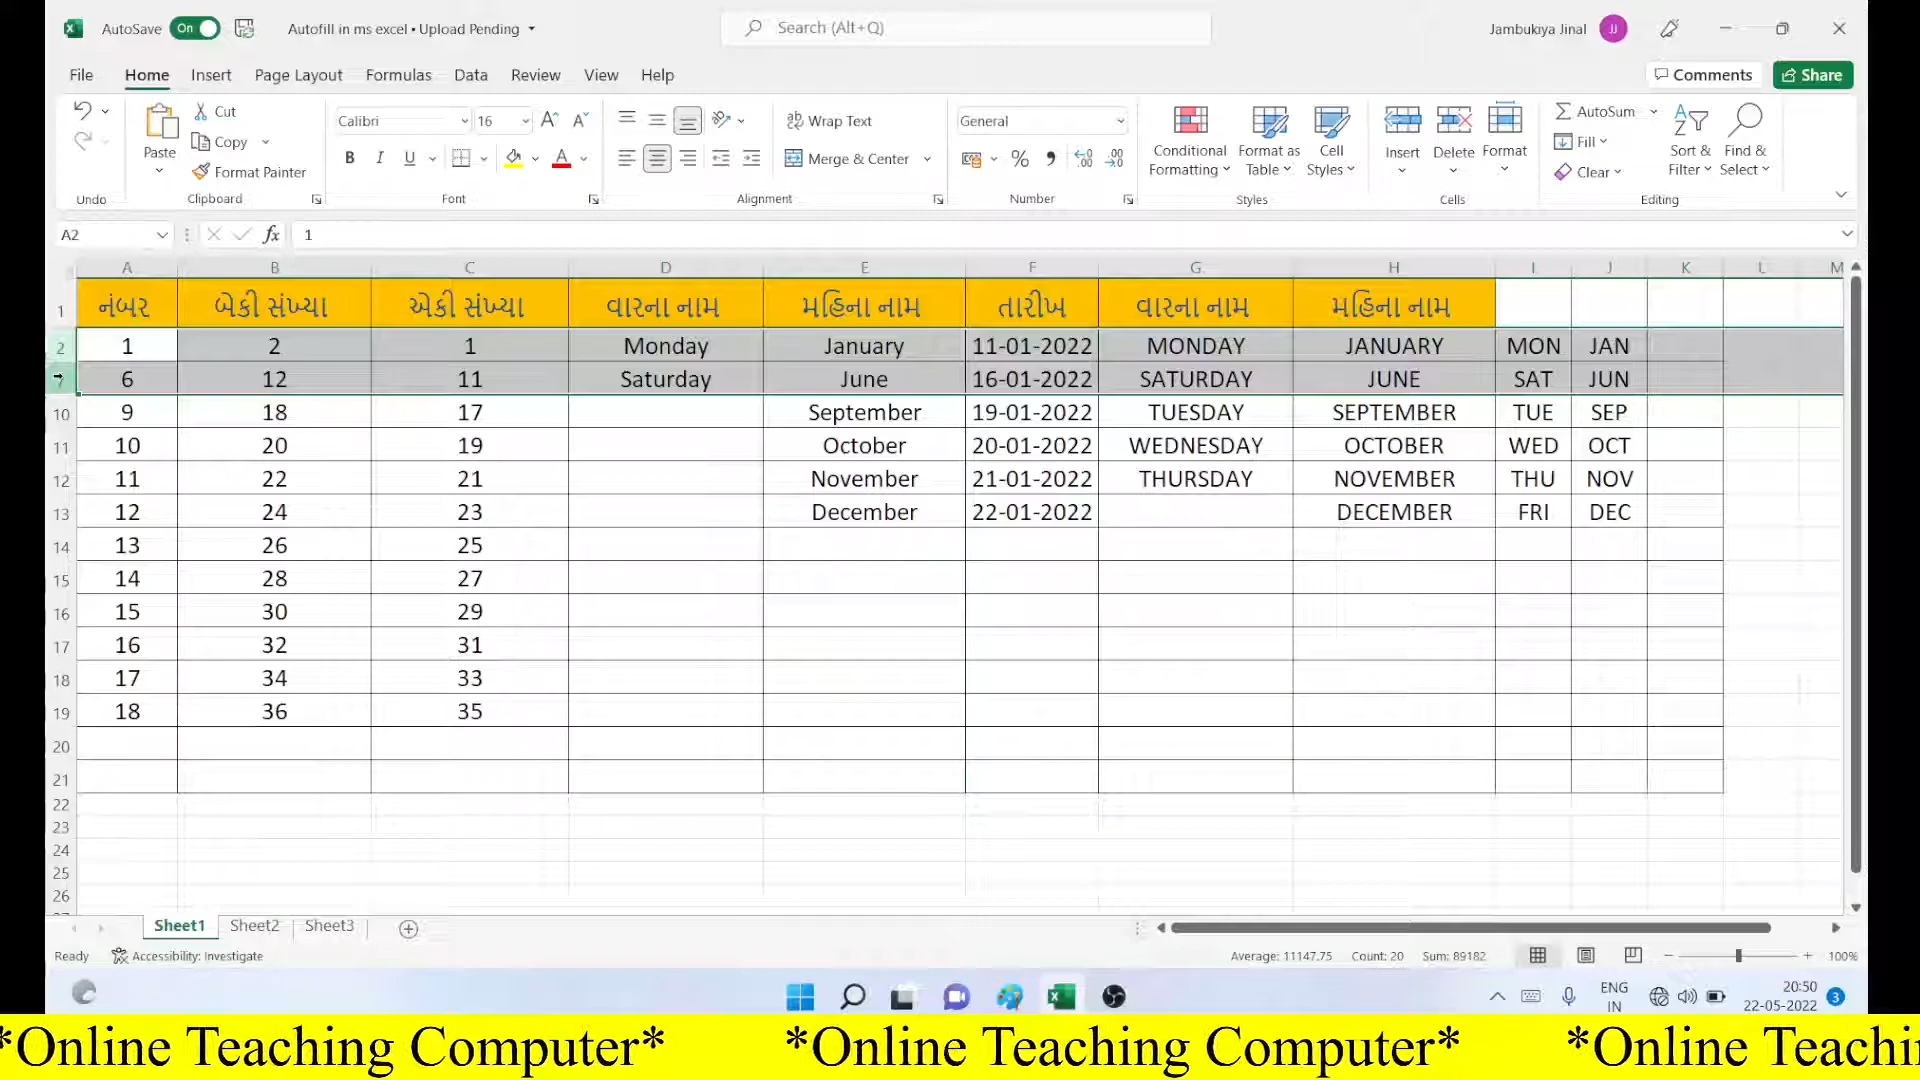 AutoSave On Autofill in ms excel • Upload Pending Search (Alt+Q) Jambukiya Jinal JJ
File Home Insert Page Layout Formulas Data Review View Help Comments Share
Paste Cut Copy Format Painter
Calibri 16 B I U
Wrap Text Merge & Center
General % 
Conditional Formatting Format as Table Cell Styles
Insert Delete Format
AutoSum Fill Clear Sort & Filter Find & Select
Undo Clipboard Font Alignment Number Styles Cells Editing
A2 fx 1
A B C D E F G H I J K L M
1 નંબર બેકી સંખ્યા એકી સંખ્યા વારના નામ મહિના નામ તારીખ વારના નામ મહિના નામ
2 1 2 1 Monday January 11-01-2022 MONDAY JANUARY MON JAN
7 6 12 11 Saturday June 16-01-2022 SATURDAY JUNE SAT JUN
10 9 18 17 September 19-01-2022 TUESDAY SEPTEMBER TUE SEP
11 10 20 19 October 20-01-2022 WEDNESDAY OCTOBER WED OCT
12 11 22 21 November 21-01-2022 THURSDAY NOVEMBER THU NOV
13 12 24 23 December 22-01-2022 DECEMBER FRI DEC
14 13 26 25
15 14 28 27
16 15 30 29
17 16 32 31
18 17 34 33
19 18 36 35
20
21
22
23
24
25
26
Sheet1 Sheet2 Sheet3
Ready Accessibility: Investigate Average: 11147.75 Count: 20 Sum: 89182 100%
ENG IN 20:50 22-05-2022 3
*Online Teaching Computer* *Online Teaching Computer* *Online Teachi